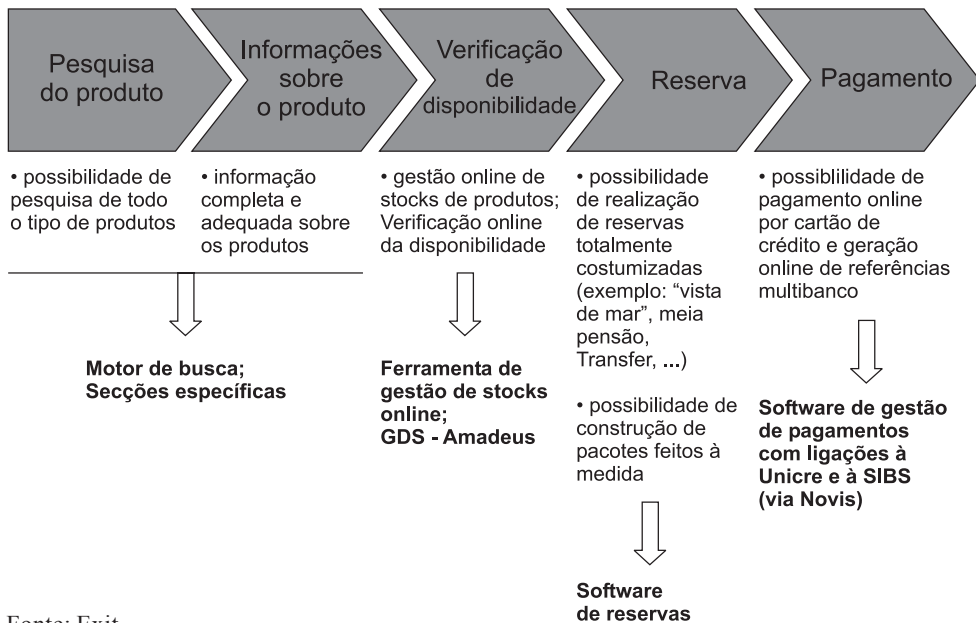 Pesquisa
do produto
Informações
sobre
o produto
Verificação
de
disponibilidade
Reserva
Pagamento
• possibilidade de
pesquisa de todo
o tipo de produtos
• informação
completa e
adequada sobre
os produtos
Motor de busca;
Secções específicas
• gestão online de
stocks de produtos;
Verificação online
da disponibilidade
Ferramenta de
gestão de stocks
online;
GDS - Amadeus
• possibilidade
de realização
de reservas
totalmente
costumizadas
(exemplo: “vista
de mar”, meia
pensão,
Transfer, ...)
• possibilidade de
construção de
pacotes feitos à
medida
Software
de reservas
• possiblilidade de
pagamento online
por cartão de
crédito e geração
online de referências
multibanco
Software de gestão
de pagamentos
com ligações à
Unicre e à SIBS
(via Novis)
Fonte: Exit